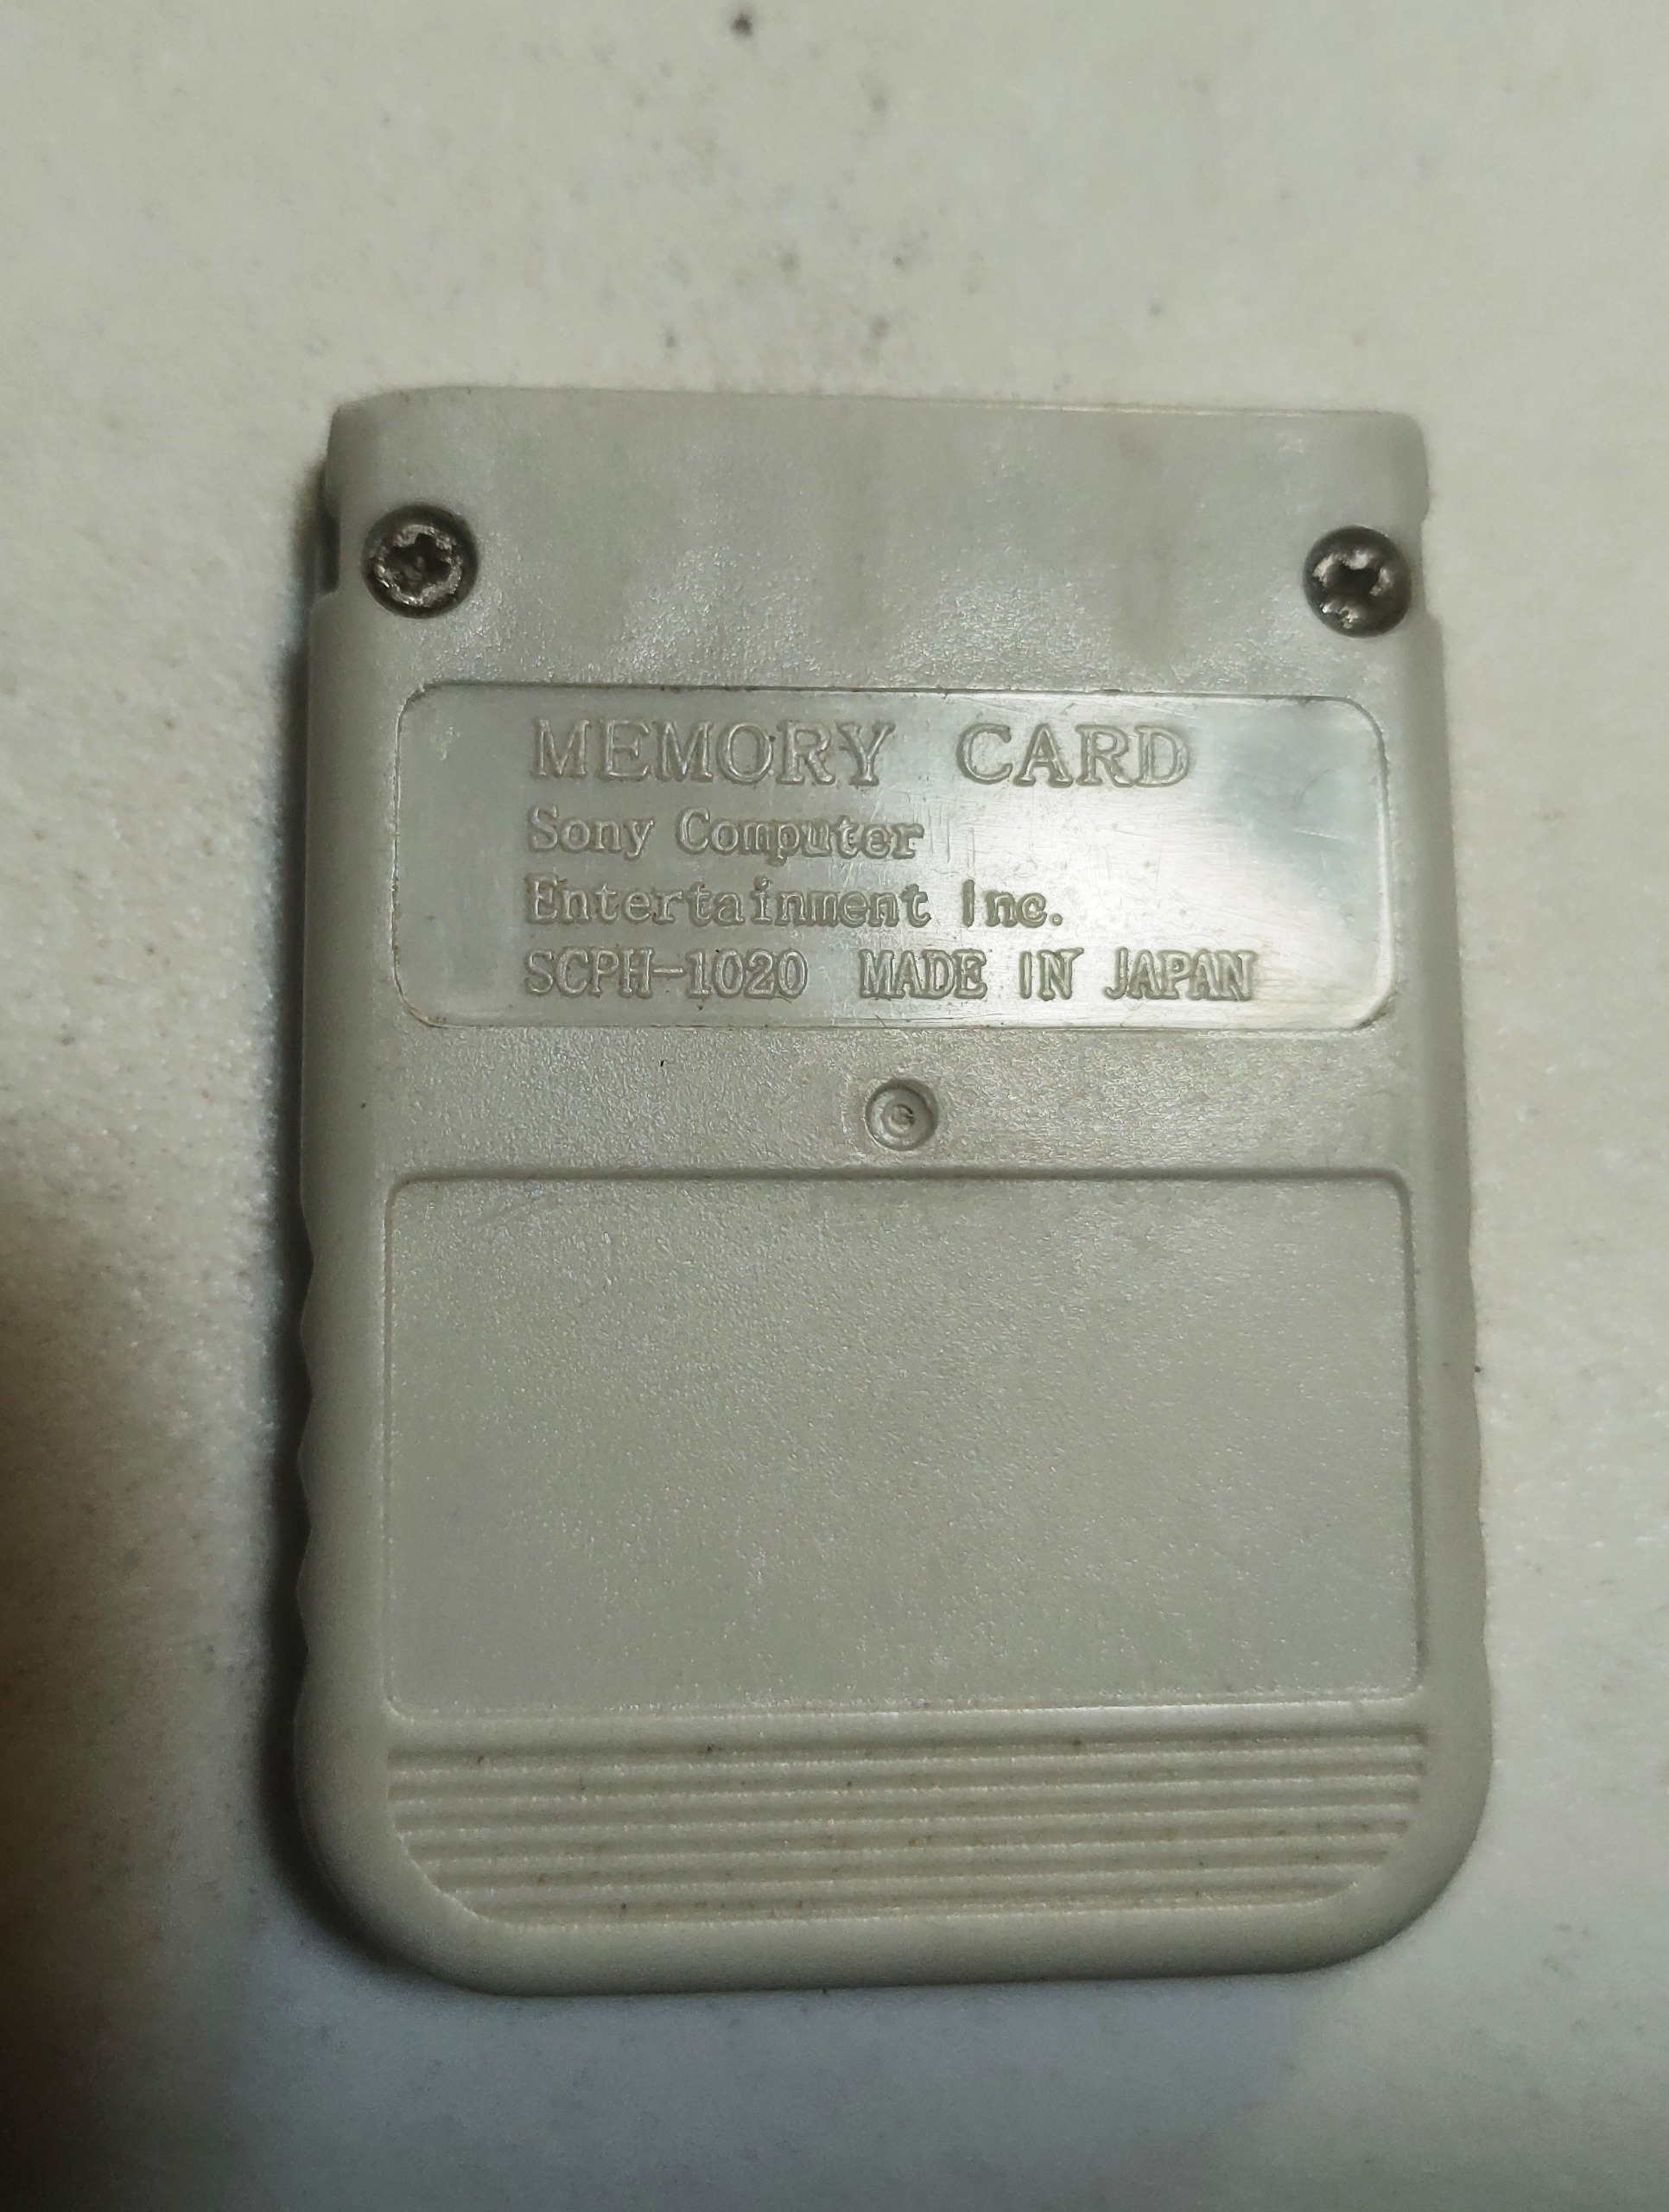 MEMORY CARD
Sony Computer
Entertainment Inc.
SCPH-1020 MADE IN JAPAN